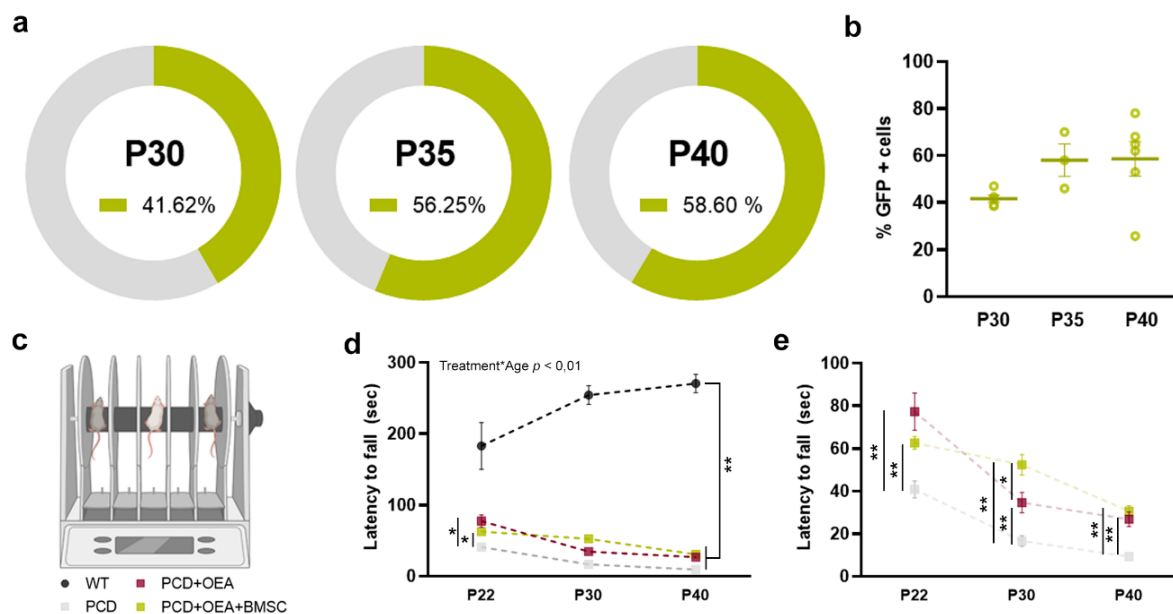 a
P30
41.62%
P35
56.25%
P40
58.60 %
b
% GFP + cells
100
80
60
40
20
0
P30 P35 P40
c
WT
PCD
PCD+OEA
PCD+OEA+BMSC
d
Treatment*Age p < 0,01
Latency to fall (sec)
300
200
100
0
P22 P30 P40
*
*
**
e
Latency to fall (sec)
100
80
60
40
20
0
P22 P30 P40
**
**
**
*
**
**
**